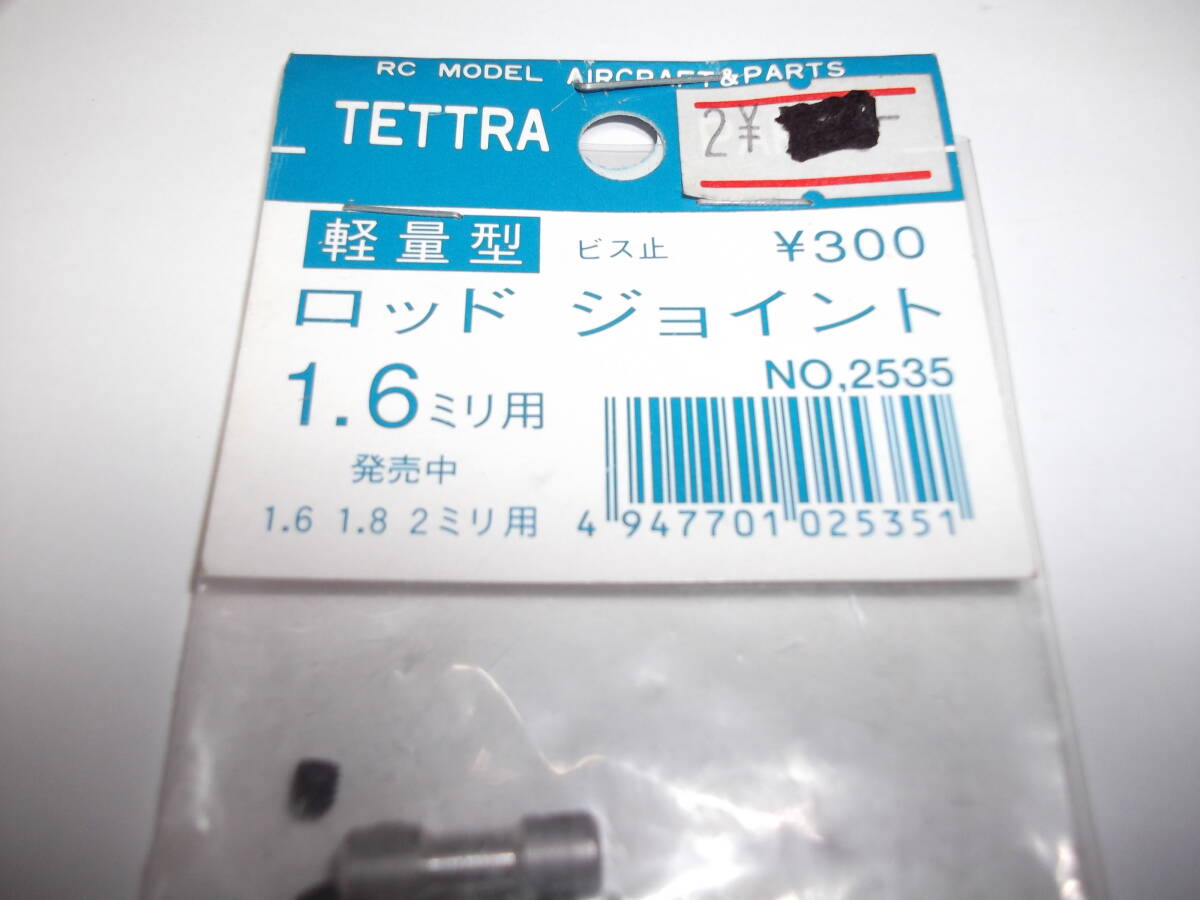 RC MODEL AIRCRAFT&PARTS
TETTRA
2¥
軽量型 ビス止 ¥300
ロッド ジョイント
1.6ミリ用
NO,2535
発売中
1.6 1.8 2ミリ用
4 947701 025351